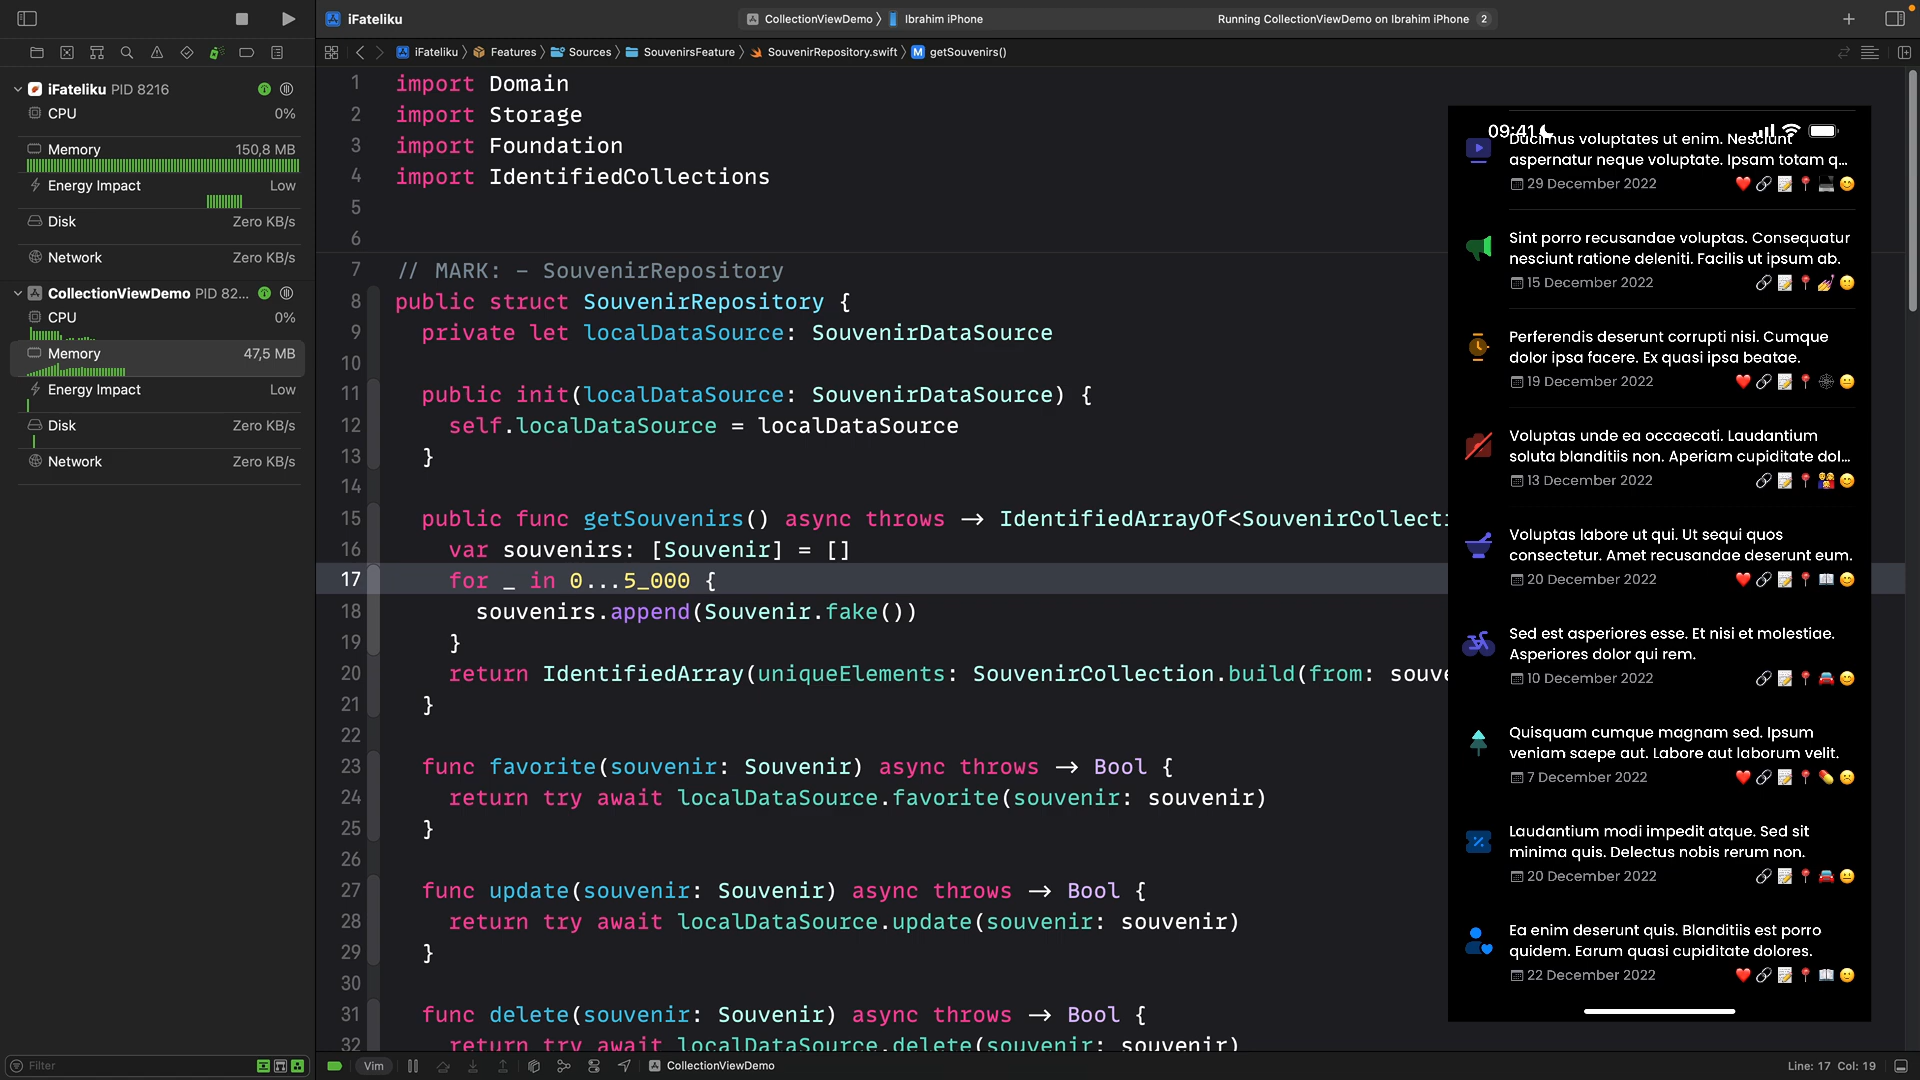 iFateliku
CollectionViewDemo
Ibrahim iPhone
Running CollectionViewDemo on Ibrahim iPhone
2
iFateliku
Features
Sources
SouvenirsFeature
SouvenirRepository.swift
M
getSouvenirs()
iFateliku PID 8216
CPU 0%
Memory 150,8 MB
Energy Impact Low
Disk Zero KB/s
Network Zero KB/s
CollectionViewDemo PID 82...
CPU 0%
Memory 47,5 MB
Energy Impact Low
Disk Zero KB/s
Network Zero KB/s
1 import Domain
2 import Storage
3 import Foundation
4 import IdentifiedCollections
5
6
7 // MARK: - SouvenirRepository
8 public struct SouvenirRepository {
9 private let localDataSource: SouvenirDataSource
10
11 public init(localDataSource: SouvenirDataSource) {
12 self.localDataSource = localDataSource
13 }
14
15 public func getSouvenirs() async throws -> IdentifiedArrayOf<SouvenirCollecti
16 var souvenirs: [Souvenir] = []
17 for _ in 0...5_000 {
18 souvenirs.append(Souvenir.fake())
19 }
20 return IdentifiedArray(uniqueElements: SouvenirCollection.build(from: souve
21 }
22
23 func favorite(souvenir: Souvenir) async throws -> Bool {
24 return try await localDataSource.favorite(souvenir: souvenir)
25 }
26
27 func update(souvenir: Souvenir) async throws -> Bool {
28 return try await localDataSource.update(souvenir: souvenir)
29 }
30
31 func delete(souvenir: Souvenir) async throws -> Bool {
32 return try await localDataSource.delete(souvenir: souvenir)
09:41
Ducimus voluptates ut enim. Nesciunt
aspernatur neque voluptate. Ipsam totam q...
29 December 2022
Sint porro recusandae voluptas. Consequatur
nesciunt ratione deleniti. Facilis ut ipsum ab.
15 December 2022
Perferendis deserunt corrupti nisi. Cumque
dolor ipsa facere. Ex quasi ipsa beatae.
19 December 2022
Voluptas unde ea occaecati. Laudantium
soluta blanditiis non. Aperiam cupiditate dol...
13 December 2022
Voluptas labore ut qui. Ut sequi quos
consectetur. Amet recusandae deserunt eum.
20 December 2022
Sed est asperiores esse. Et nisi et molestiae.
Asperiores dolor qui rem.
10 December 2022
Quisquam cumque magnam sed. Ipsum
veniam saepe aut. Labore aut laborum velit.
7 December 2022
Laudantium modi impedit atque. Sed sit
minima quis. Delectus nobis rerum non.
20 December 2022
Ea enim deserunt quis. Blanditiis est porro
quidem. Earum quasi cupiditate dolores.
22 December 2022
Filter
Vim
CollectionViewDemo
Line: 17 Col: 19